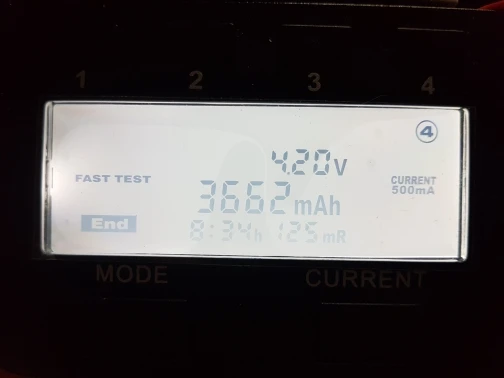 1 2 3 4
4
4.20V
FAST TEST
CURRENT
500mA
3662mAh
End
8:34h 125mR
MODE CURRENT